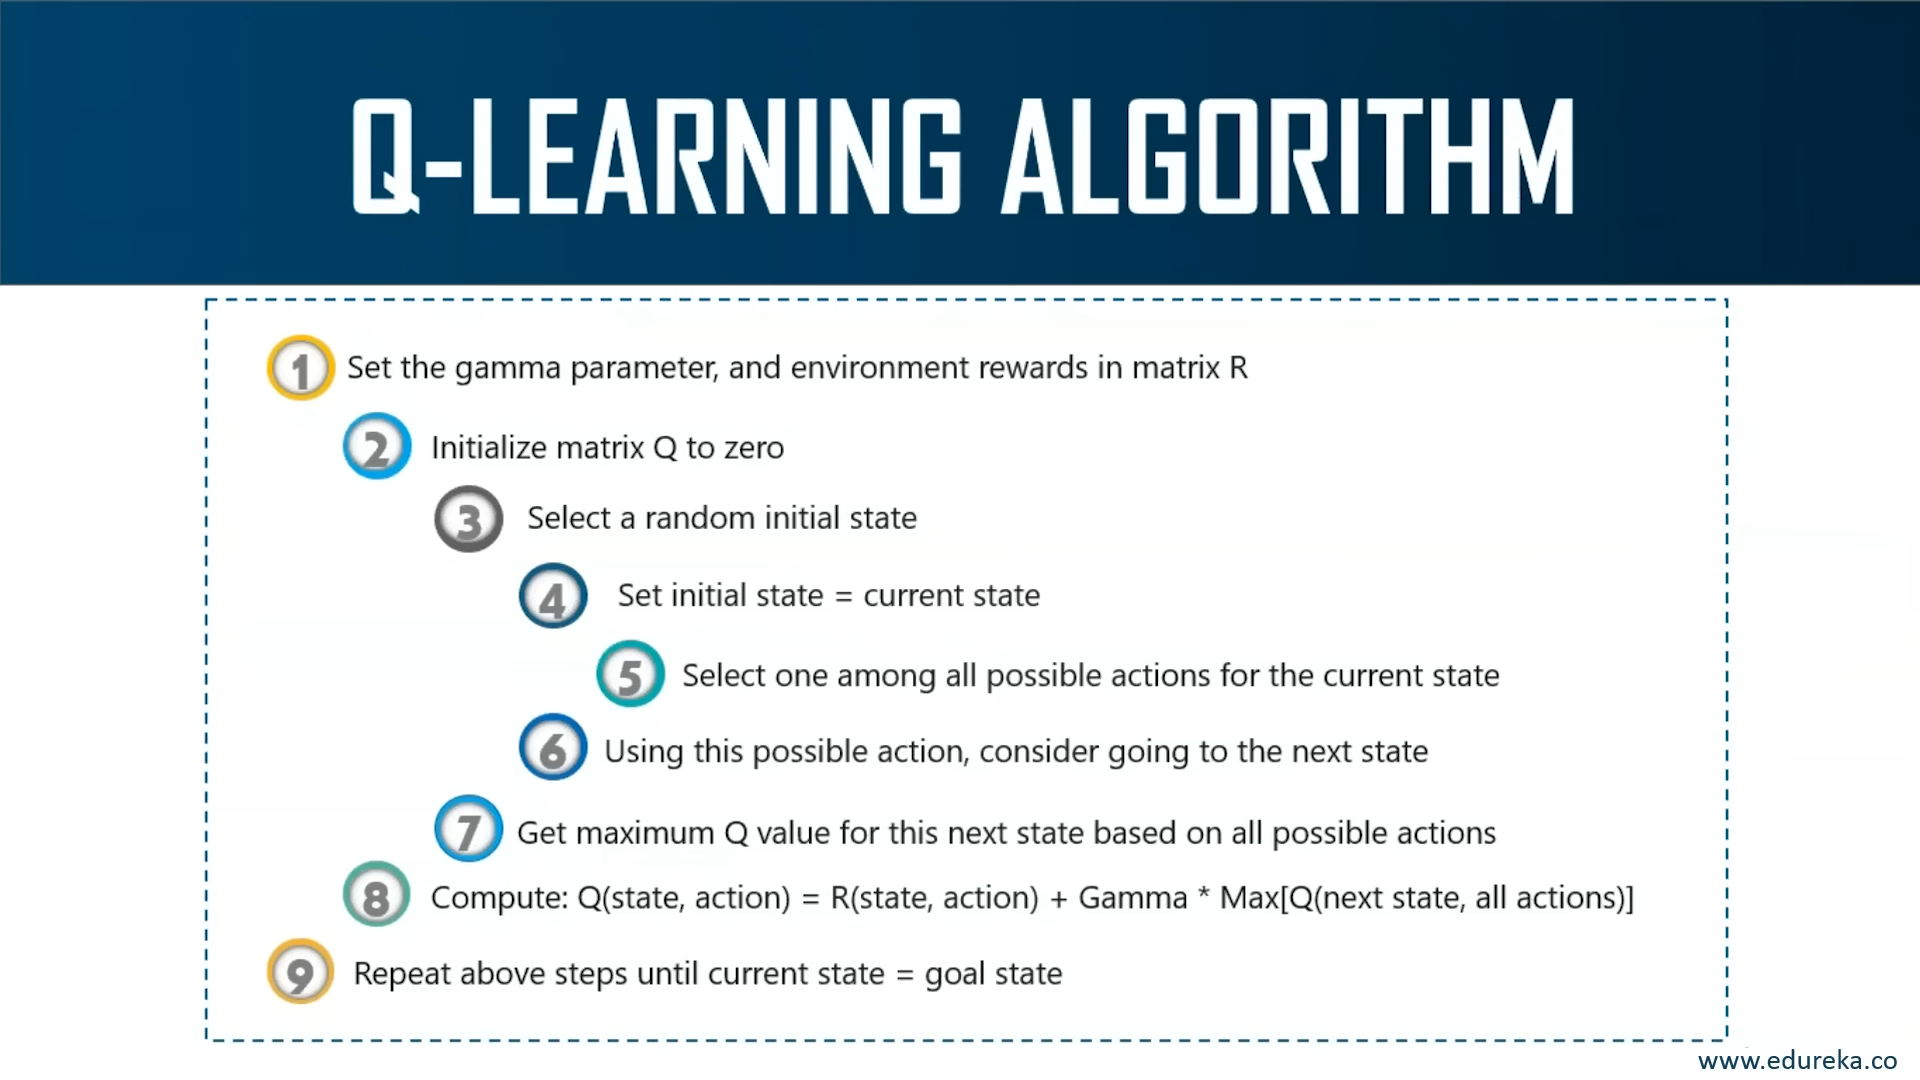 Q-LEARNING ALGORITHM
1 Set the gamma parameter, and environment rewards in matrix R
2 Initialize matrix Q to zero
3 Select a random initial state
4 Set initial state = current state
5 Select one among all possible actions for the current state
6 Using this possible action, consider going to the next state
7 Get maximum Q value for this next state based on all possible actions
8 Compute: Q(state, action) = R(state, action) + Gamma * Max[Q(next state, all actions)]
9 Repeat above steps until current state = goal state
www.edureka.co